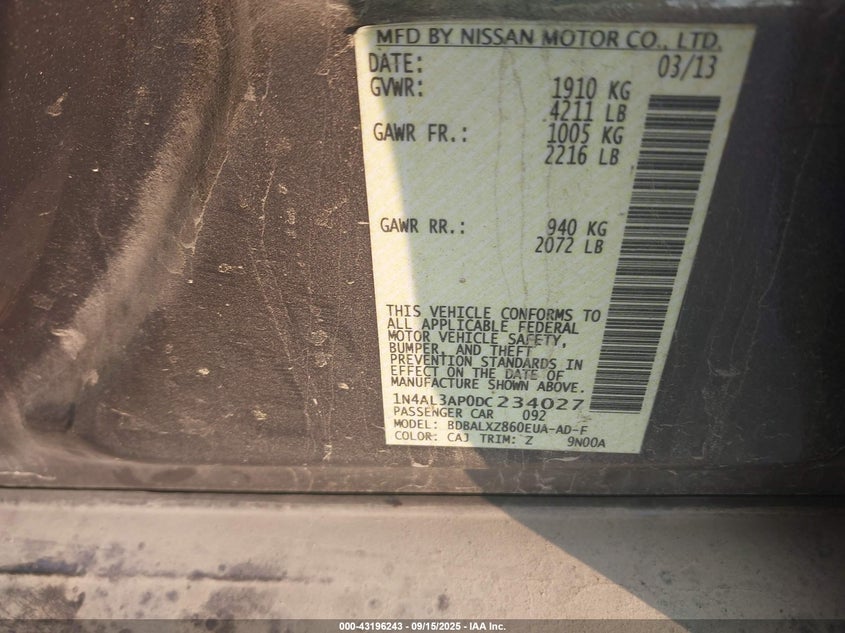 MFD BY NISSAN MOTOR CO., LTD.
DATE: 03/13
GVWR: 1910 KG
4211 LB
GAWR FR.: 1005 KG
2216 LB
GAWR RR.: 940 KG
2072 LB
THIS VEHICLE CONFORMS TO
ALL APPLICABLE FEDERAL
MOTOR VEHICLE SAFETY,
BUMPER, AND THEFT
PREVENTION STANDARDS IN
EFFECT ON THE DATE OF
MANUFACTURE SHOWN ABOVE.
1N4AL3AP0DC234027
PASSENGER CAR 092
MODEL: BDBALXZ860EUA-AD-F
COLOR: CAJ TRIM: Z 9N00A
000-43196243 - 09/15/2025 - IAA Inc.